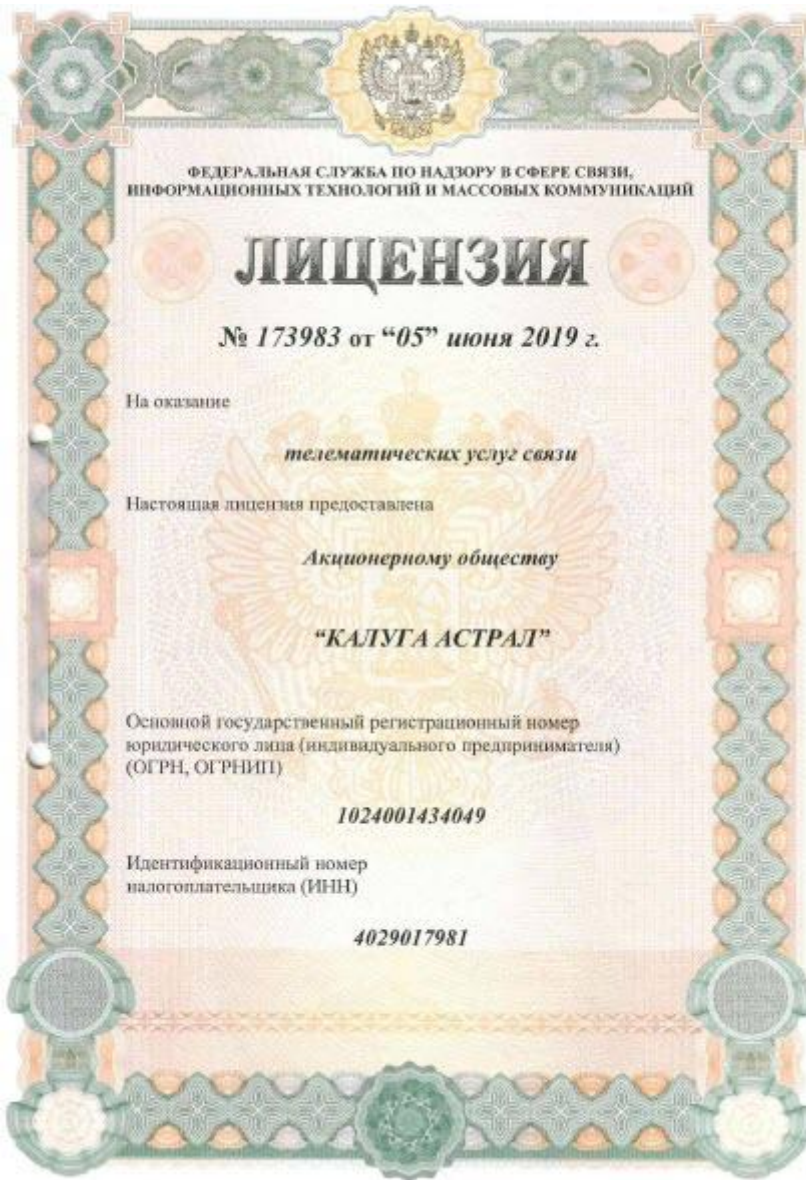 ФЕДЕРАЛЬНАЯ СЛУЖБА ПО НАДЗОРУ В СФЕРЕ СВЯЗИ,
ИНФОРМАЦИОННЫХ ТЕХНОЛОГИЙ И МАССОВЫХ КОММУНИКАЦИЙ
ЛИЦЕНЗИЯ
№ 173983 от “05” июня 2019 г.
На оказание
телематических услуг связи
Настоящая лицензия предоставлена
Акционерному обществу
“КАЛУГА АСТРАЛ”
Основной государственный регистрационный номер
юридического лица (индивидуального предпринимателя)
(ОГРН, ОГРНИП)
1024001434049
Идентификационный номер
налогоплательщика (ИНН)
4029017981